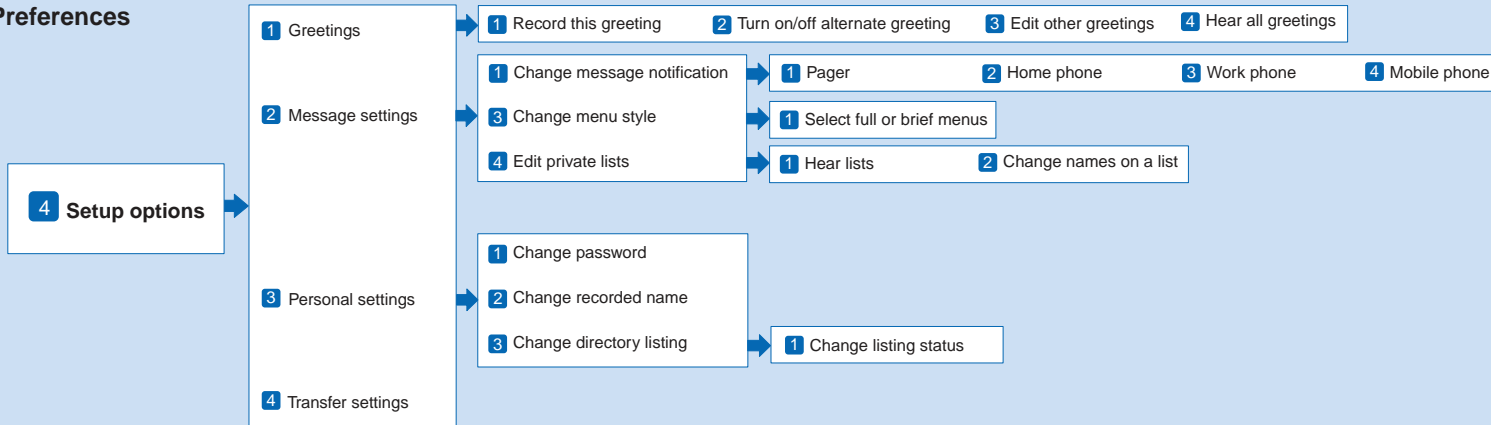 Preferences
1 Greetings
1 Record this greeting 2 Turn on/off alternate greeting 3 Edit other greetings 4 Hear all greetings
2 Message settings
1 Change message notification
1 Pager 2 Home phone 3 Work phone 4 Mobile phone
3 Change menu style
1 Select full or brief menus
4 Edit private lists
1 Hear lists 2 Change names on a list
4 Setup options
3 Personal settings
1 Change password
2 Change recorded name
3 Change directory listing
1 Change listing status
4 Transfer settings